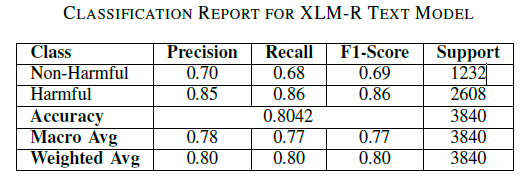 CLASSIFICATION REPORT FOR XLM-R TEXT MODEL
Class Precision Recall F1-Score Support
Non-Harmful 0.70 0.68 0.69 1232
Harmful 0.85 0.86 0.86 2608
Accuracy 0.8042 3840
Macro Avg 0.78 0.77 0.77 3840
Weighted Avg 0.80 0.80 0.80 3840